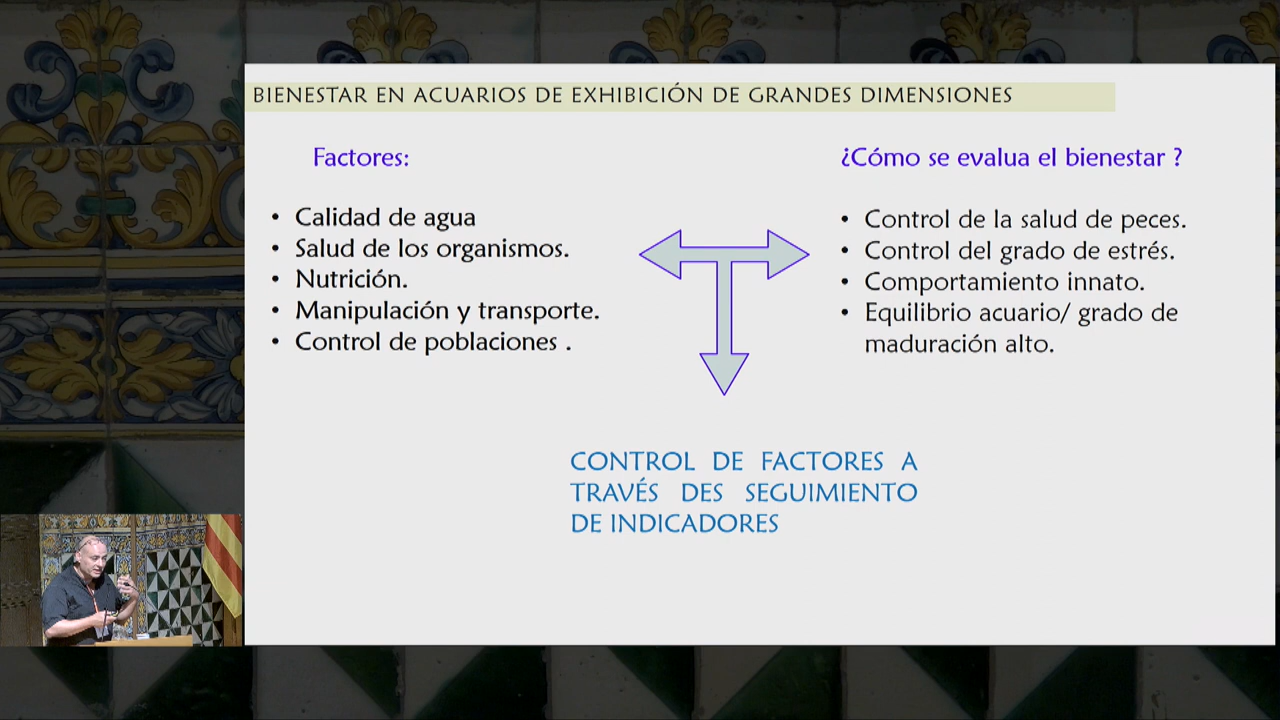 BIENESTAR EN ACUARIOS DE EXHIBICIÓN DE GRANDES DIMENSIONES
Factores:
• Calidad de agua
• Salud de los organismos.
• Nutrición.
• Manipulación y transporte.
• Control de poblaciones .
¿Cómo se evalua el bienestar ?
• Control de la salud de peces.
• Control del grado de estrés.
• Comportamiento innato.
• Equilibrio acuario/ grado de
maduración alto.
CONTROL DE FACTORES A
TRAVÉS DES SEGUIMIENTO
DE INDICADORES